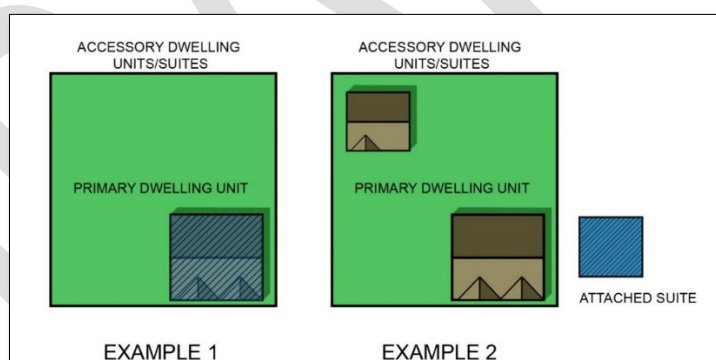 ACCESSORY DWELLING
UNITS/SUITES
PRIMARY DWELLING UNIT
EXAMPLE 1
ACCESSORY DWELLING
UNITS/SUITES
PRIMARY DWELLING UNIT
EXAMPLE 2
ATTACHED SUITE